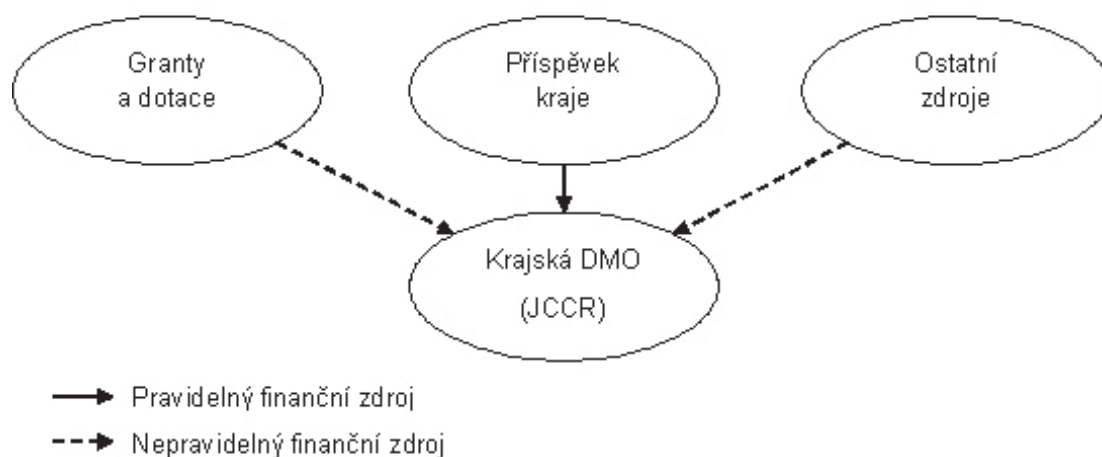 Granty
a dotace
Příspěvek
kraje
Ostatní
zdroje
Krajská DMO
(JCCR)
Pravidelný finanční zdroj
Nepravidelný finanční zdroj